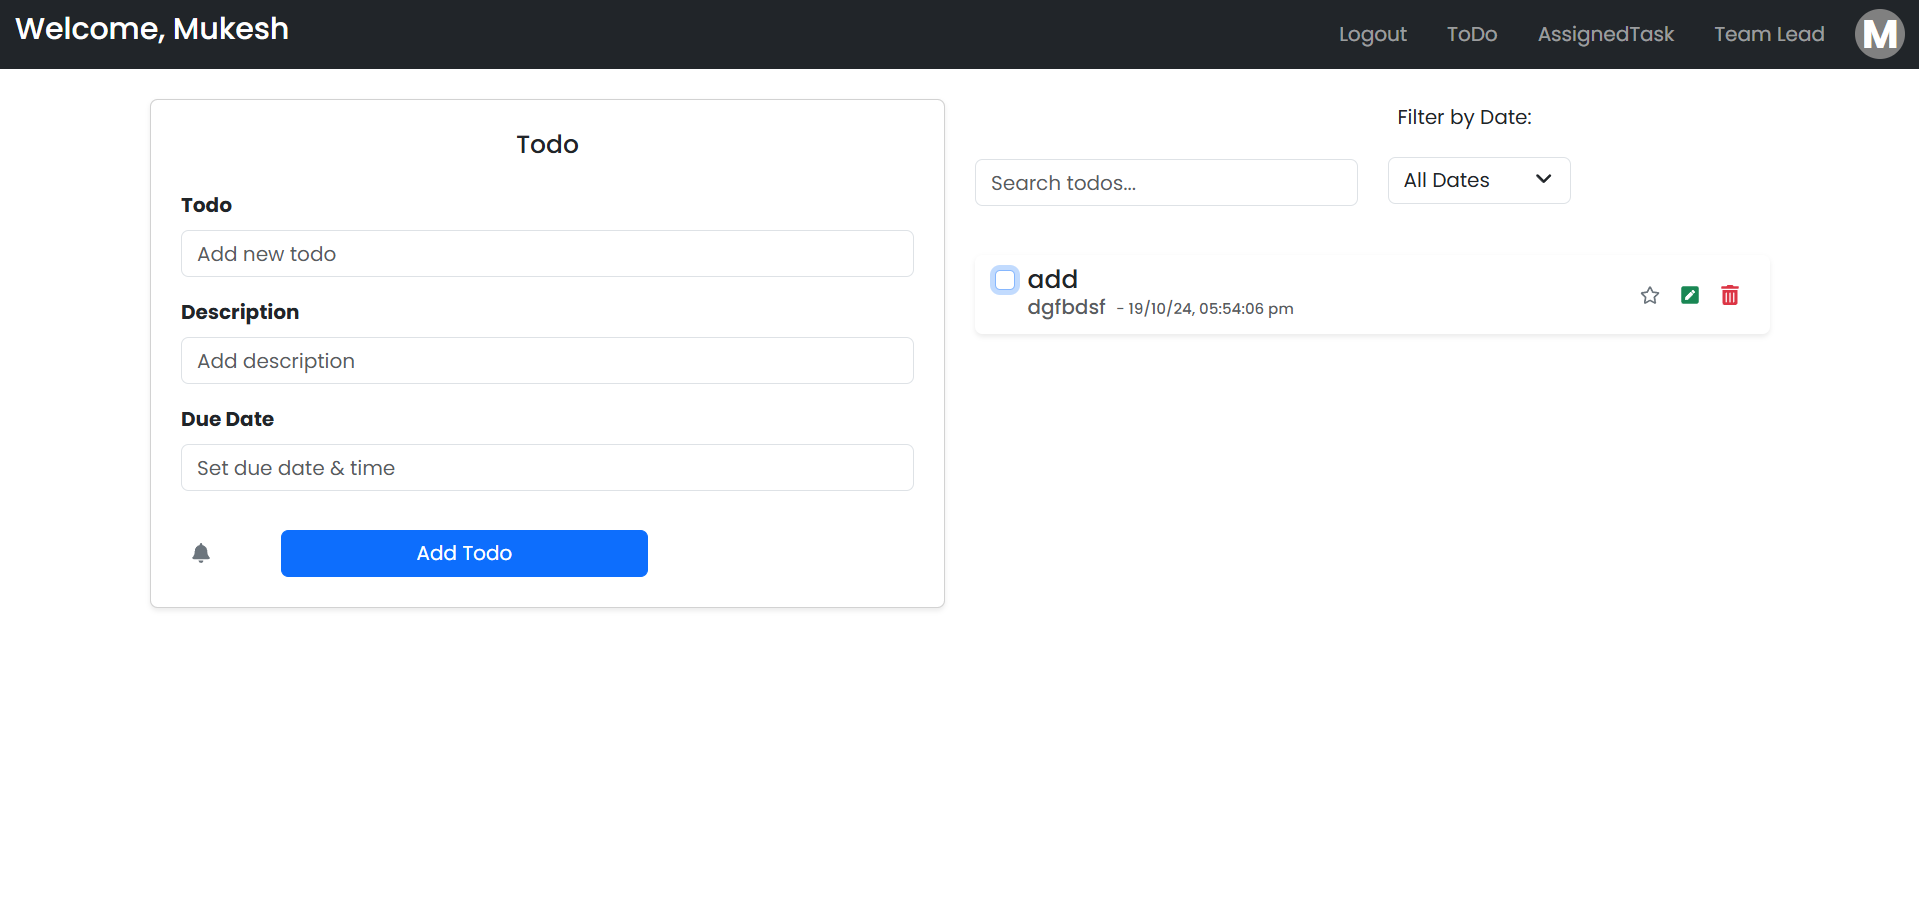 Welcome, Mukesh
Logout ToDo AssignedTask Team Lead M
Todo
Todo
Add new todo
Description
Add description
Due Date
Set due date & time
Add Todo
Filter by Date:
Search todos...
All Dates
add
dgfbdsf - 19/10/24, 05:54:06 pm